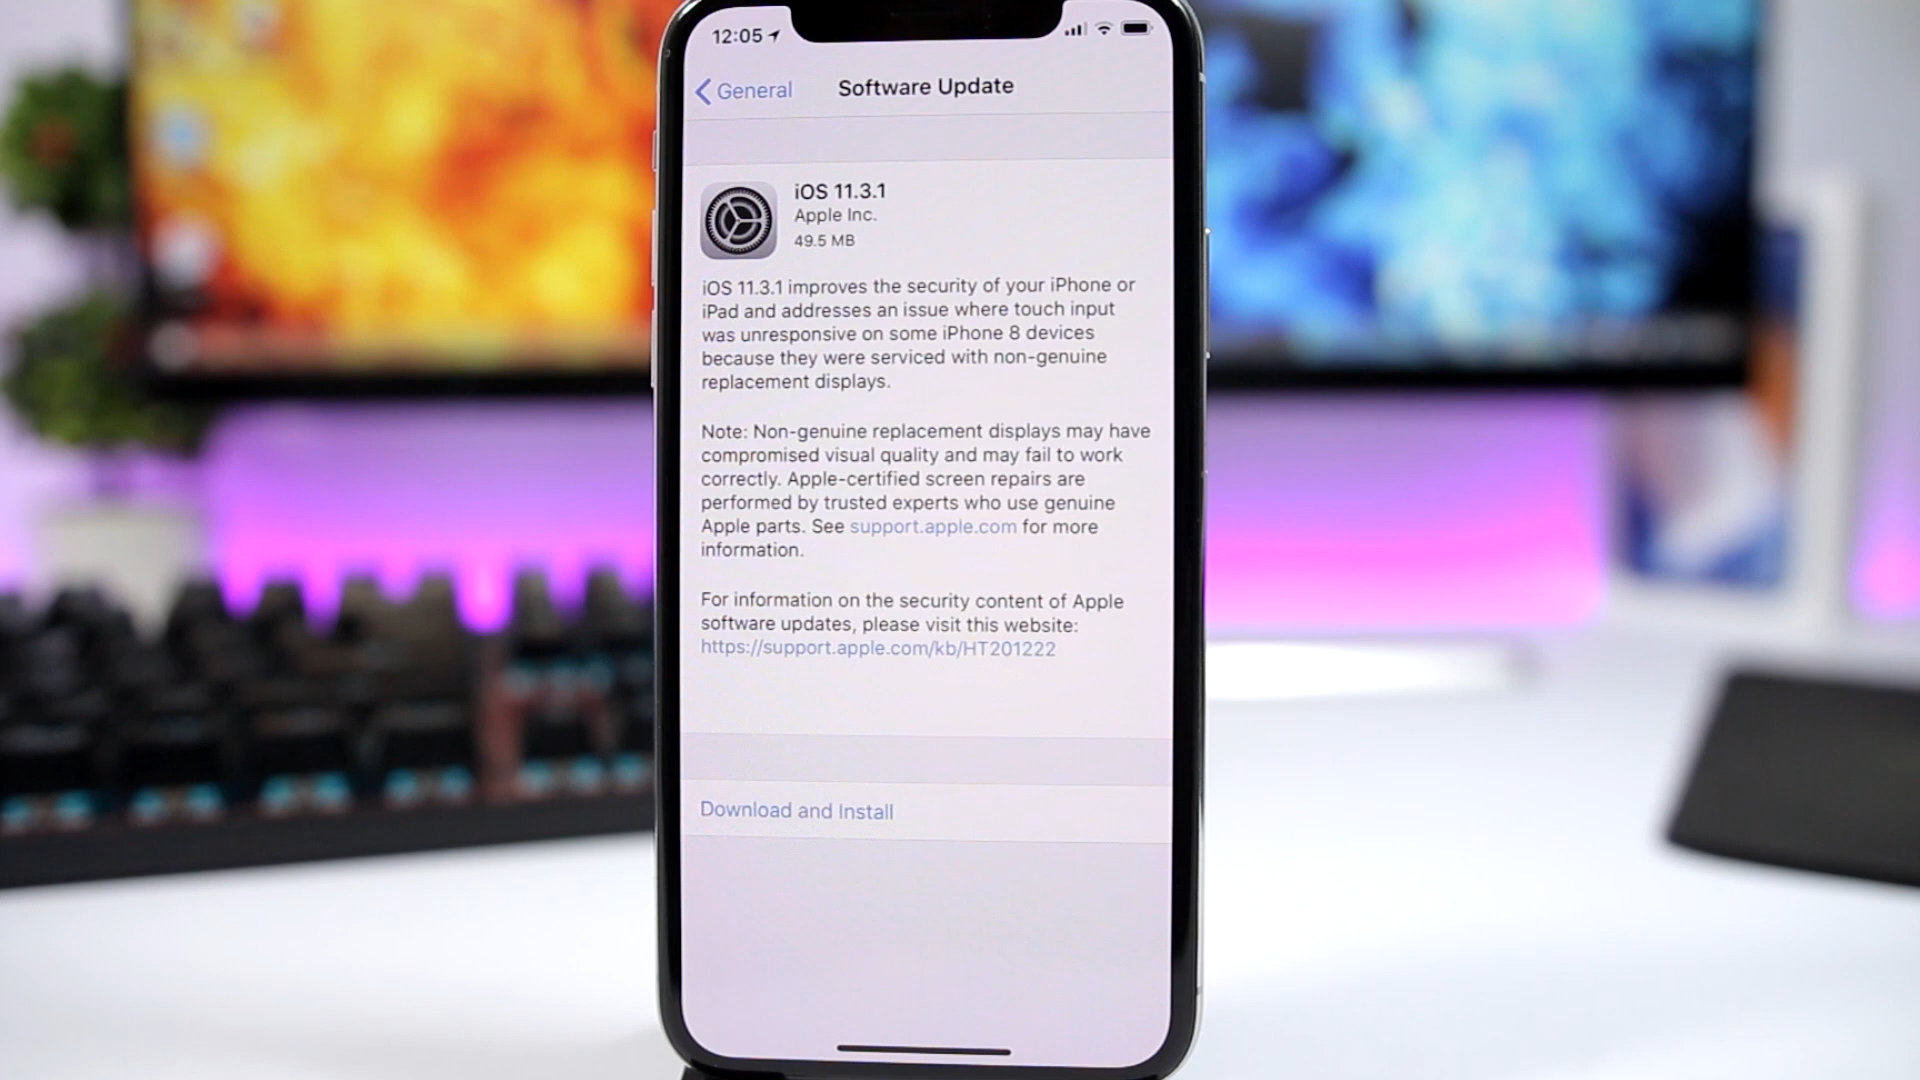 12:05
General
Software Update
iOS 11.3.1
Apple Inc.
49.5 MB
iOS 11.3.1 improves the security of your iPhone or
iPad and addresses an issue where touch input
was unresponsive on some iPhone 8 devices
because they were serviced with non-genuine
replacement displays.
Note: Non-genuine replacement displays may have
compromised visual quality and may fail to work
correctly. Apple-certified screen repairs are
performed by trusted experts who use genuine
Apple parts. See support.apple.com for more
information.
For information on the security content of Apple
software updates, please visit this website:
https://support.apple.com/kb/HT201222
Download and Install